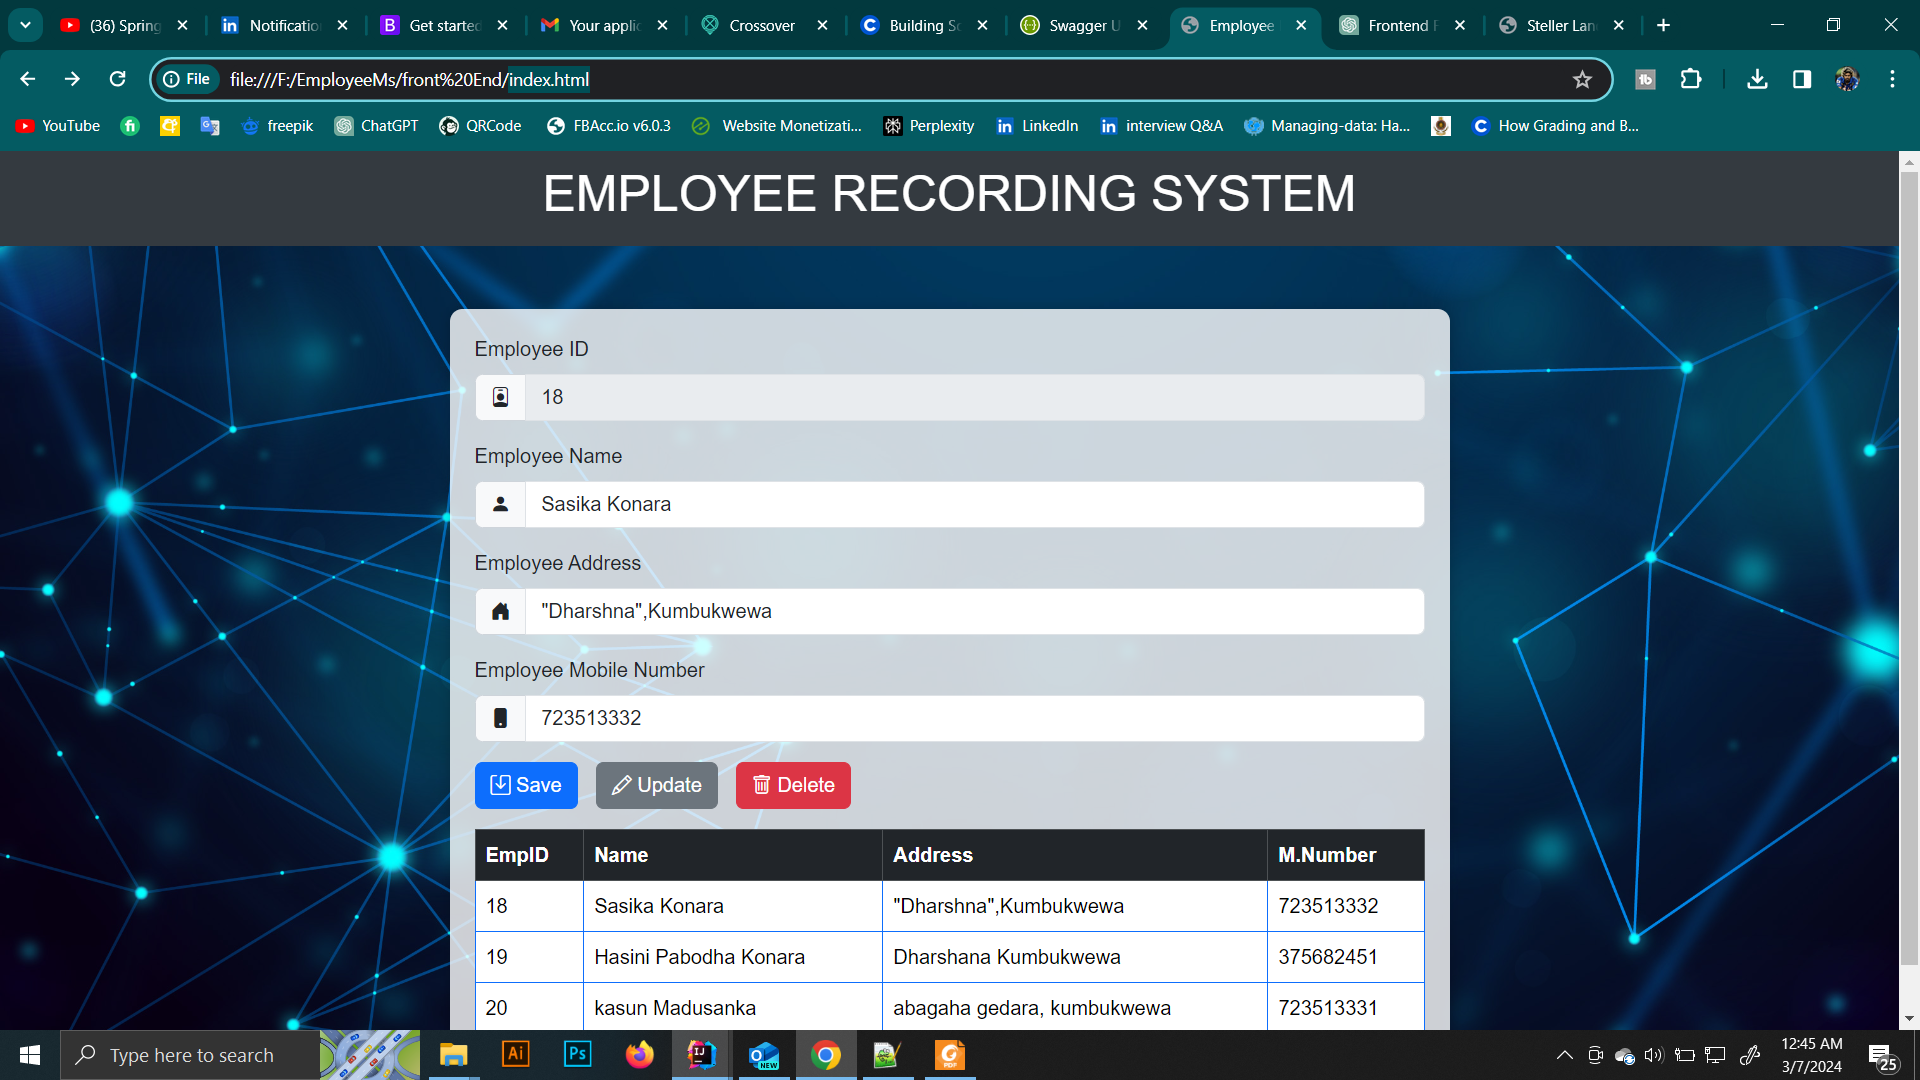 (36) Spring
Notification
Get started
Your applic
Crossover
Building Sc
Swagger U
Employee
Frontend F
Steller Lan
File
file:///F:/EmployeeMs/front%20End/index.html
YouTube
freepik
ChatGPT
QRCode
FBAcc.io v6.0.3
Website Monetizati...
Perplexity
LinkedIn
interview Q&A
Managing-data: Ha...
How Grading and B...
EMPLOYEE RECORDING SYSTEM
Employee ID
18
Employee Name
Sasika Konara
Employee Address
"Dharshna",Kumbukwewa
Employee Mobile Number
723513332
Save Update Delete
EmpID Name Address M.Number
18 Sasika Konara "Dharshna",Kumbukwewa 723513332
19 Hasini Pabodha Konara Dharshana Kumbukwewa 375682451
20 kasun Madusanka abagaha gedara, kumbukwewa 723513331
Type here to search
12:45 AM
3/7/2024
25